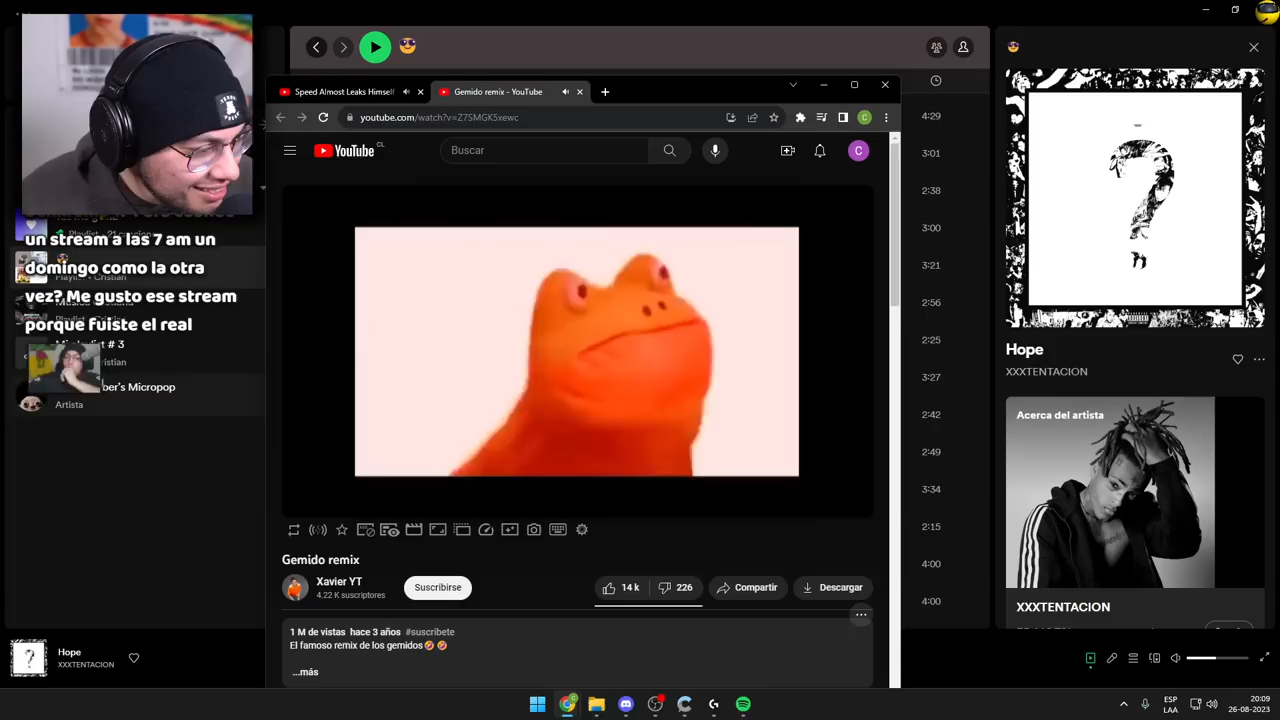 Speed Almost Leaks Himself
Gemido remix - YouTube
youtube.com/watch?v=Z7SMGK5xewc
YouTube CL
Buscar
C
un stream a las 7 am un
domingo como la otra
vez? Me gusto ese stream
porque fuiste el real
# 3
ber's Micropop
Artista
4:29
3:01
2:38
3:00
3:21
2:56
2:25
3:27
2:42
2:49
3:34
2:15
4:00
4:00
Hope
XXXTENTACION
Acerca del artista
XXXTENTACION
Gemido remix
Xavier YT
4.22 K suscriptores
Suscribirse
14 k
226
Compartir
Descargar
1 M de vistas hace 3 años #suscribete
El famoso remix de los gemidos🤣🤣
...más
Hope
XXXTENTACION
ESP
LAA
20:09
26-08-2023